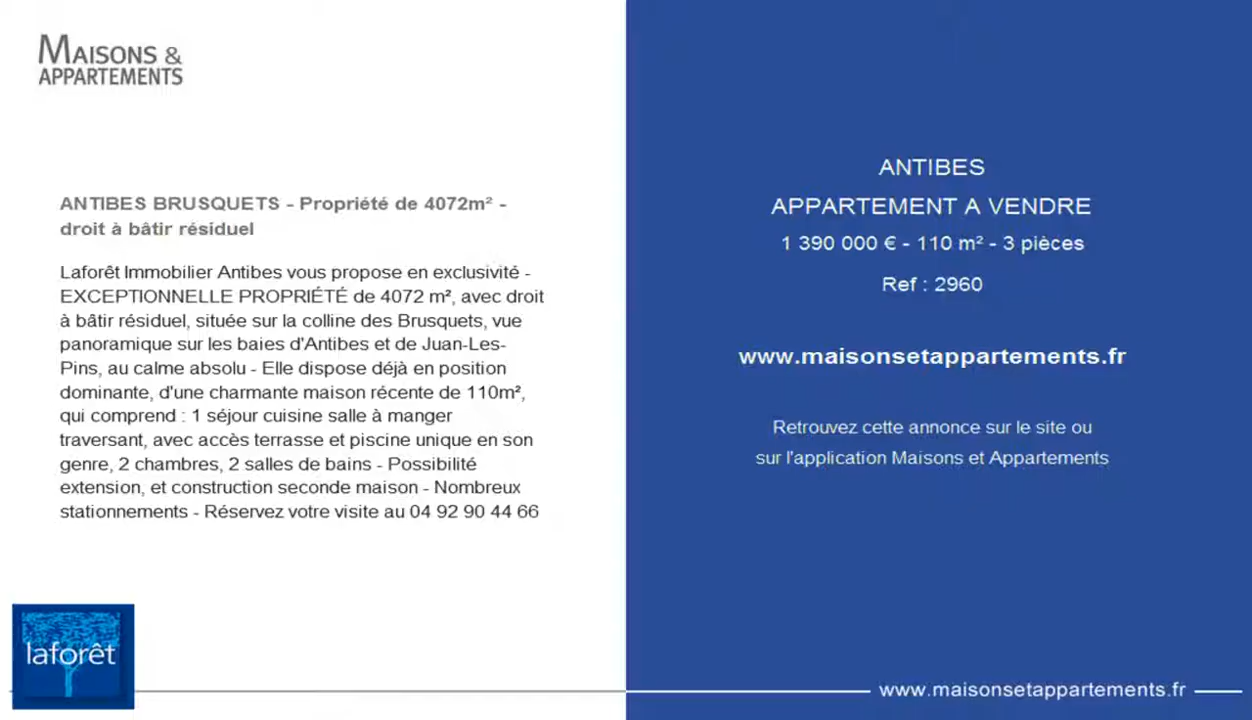 MAISONS &
APPARTEMENTS
ANTIBES BRUSQUETS - Propriété de 4072m² -
droit à bâtir résiduel
Laforêt Immobilier Antibes vous propose en exclusivité -
EXCEPTIONNELLE PROPRIÉTÉ de 4072 m², avec droit
à bâtir résiduel, située sur la colline des Brusquets, vue
panoramique sur les baies d'Antibes et de Juan-Les-
Pins, au calme absolu - Elle dispose déjà en position
dominante, d'une charmante maison récente de 110m²,
qui comprend : 1 séjour cuisine salle à manger
traversant, avec accès terrasse et piscine unique en son
genre, 2 chambres, 2 salles de bains - Possibilité
extension, et construction seconde maison - Nombreux
stationnements - Réservez votre visite au 04 92 90 44 66
laforêt
ANTIBES
APPARTEMENT A VENDRE
1 390 000 € - 110 m² - 3 pièces
Ref : 2960
www.maisonsetappartements.fr
Retrouvez cette annonce sur le site ou
sur l'application Maisons et Appartements
www.maisonsetappartements.fr